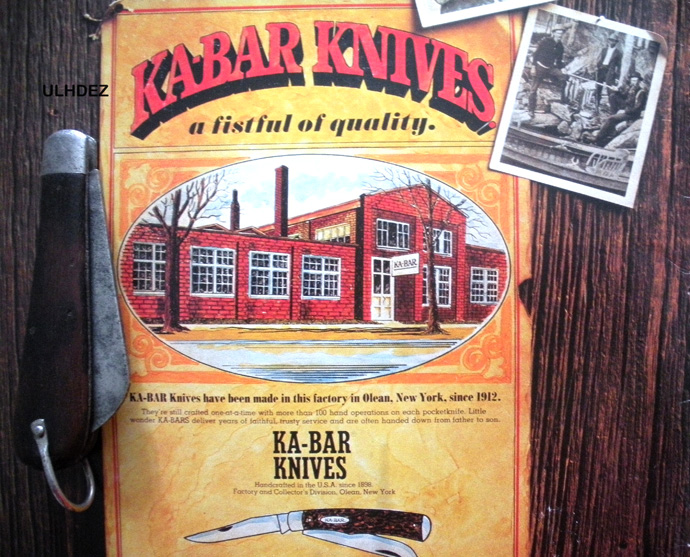 KA-BAR KNIVES
a fistful of quality.
ULHDEZ
KA-BAR
KA-BAR Knives have been made in this factory in Olean, New York, since 1912.
They're still crafted one-at-a-time with more than 100 hand operations on each pocketknife. Little
wonder KA-BARS deliver years of faithful, trusty service and are often handed down from father to son.
KA-BAR
KNIVES
Handcrafted in the U.S.A. since 1898.
Factory and Collector's Division, Olean, New York
KA-BAR